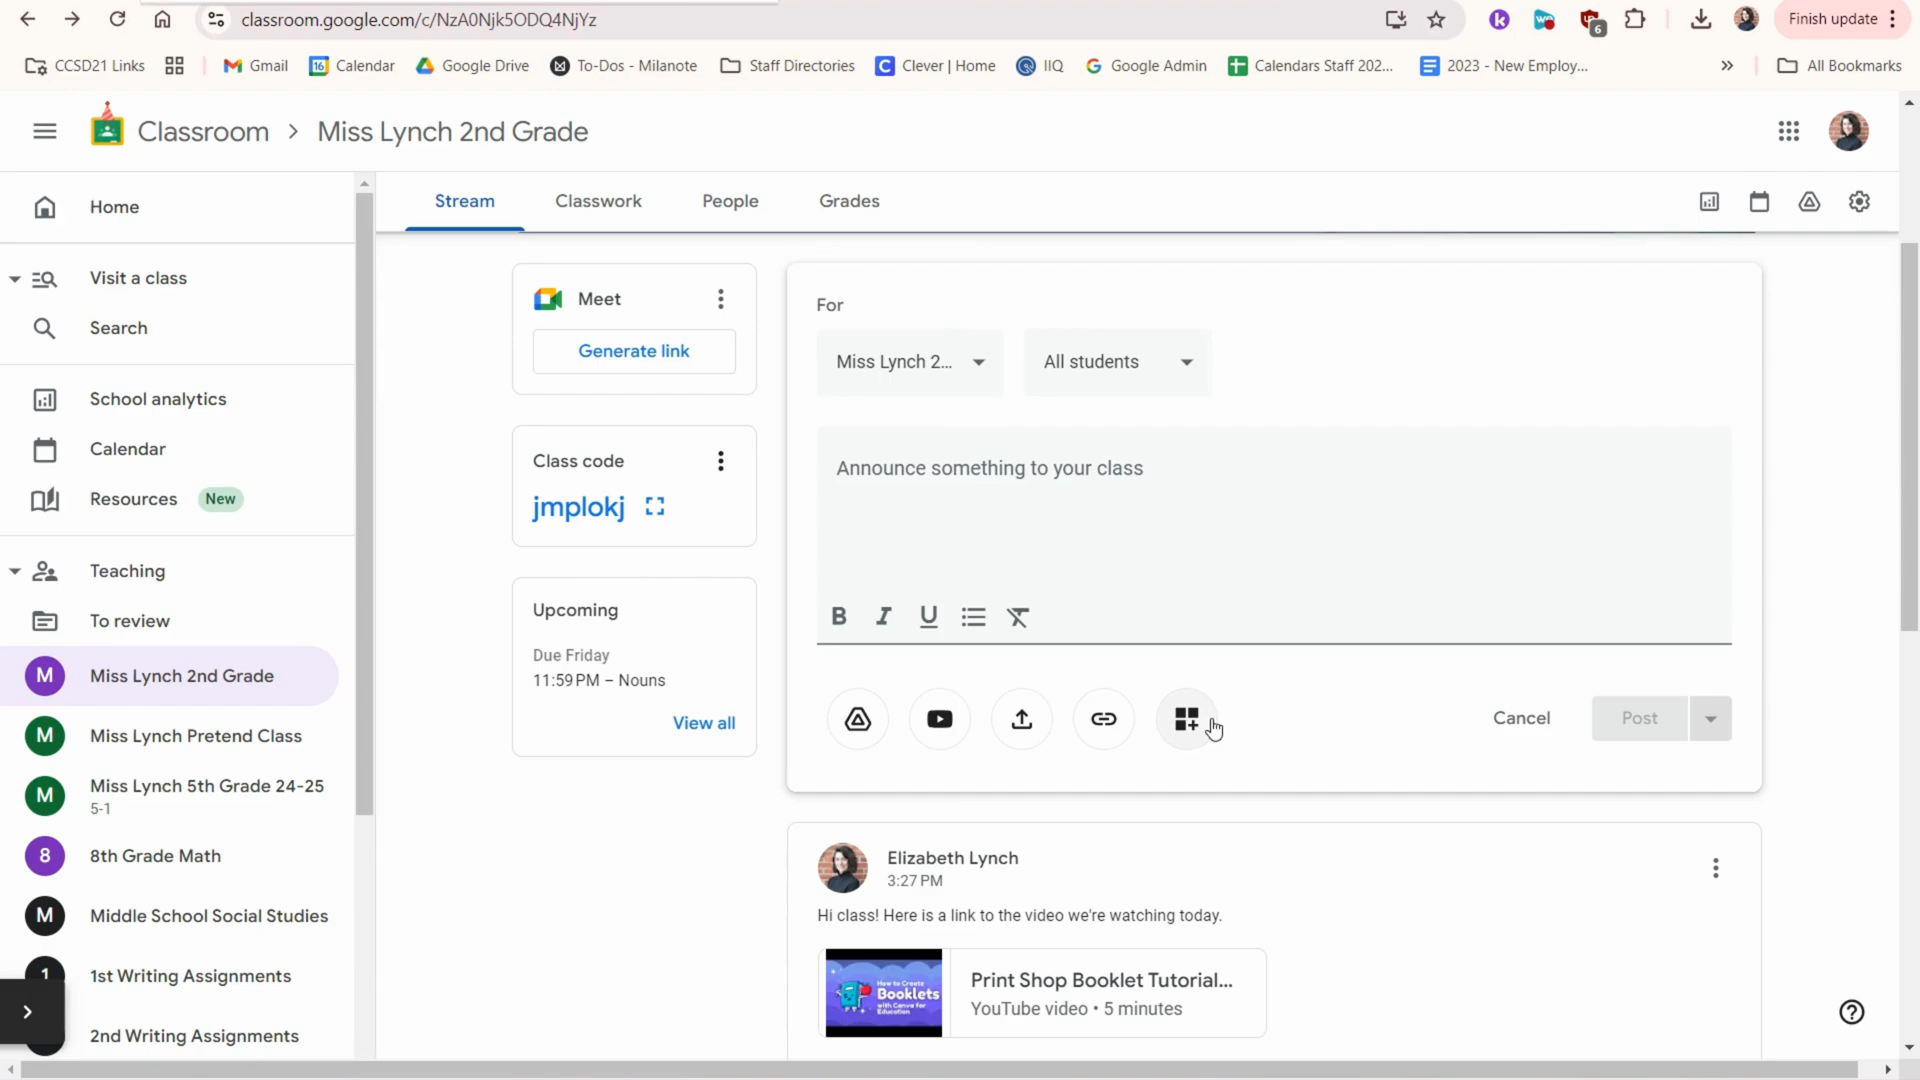 classroom.google.com/c/NzA0Njk5ODQ4NjYz
6
Finish update
CCSD21 Links
Gmail
16
Calendar
Google Drive
To-Dos - Milanote
Staff Directories
C
Clever | Home
IIQ
Google Admin
Calendars Staff 202...
2023 - New Employ...
All Bookmarks
Classroom
Miss Lynch 2nd Grade
Home
Visit a class
Search
School analytics
Calendar
Resources
New
Teaching
To review
M
Miss Lynch 2nd Grade
M
Miss Lynch Pretend Class
M
Miss Lynch 5th Grade 24-25
5-1
8
8th Grade Math
M
Middle School Social Studies
1
1st Writing Assignments
2nd Writing Assignments
Stream
Classwork
People
Grades
Meet
Generate link
Class code
jmplokj
Upcoming
Due Friday
11:59 PM – Nouns
View all
For
Miss Lynch 2...
All students
Announce something to your class
B
I
U
Cancel
Post
Elizabeth Lynch
3:27 PM
Hi class! Here is a link to the video we're watching today.
How to Create
Booklets
with Canva for
Education
Print Shop Booklet Tutorial...
YouTube video • 5 minutes